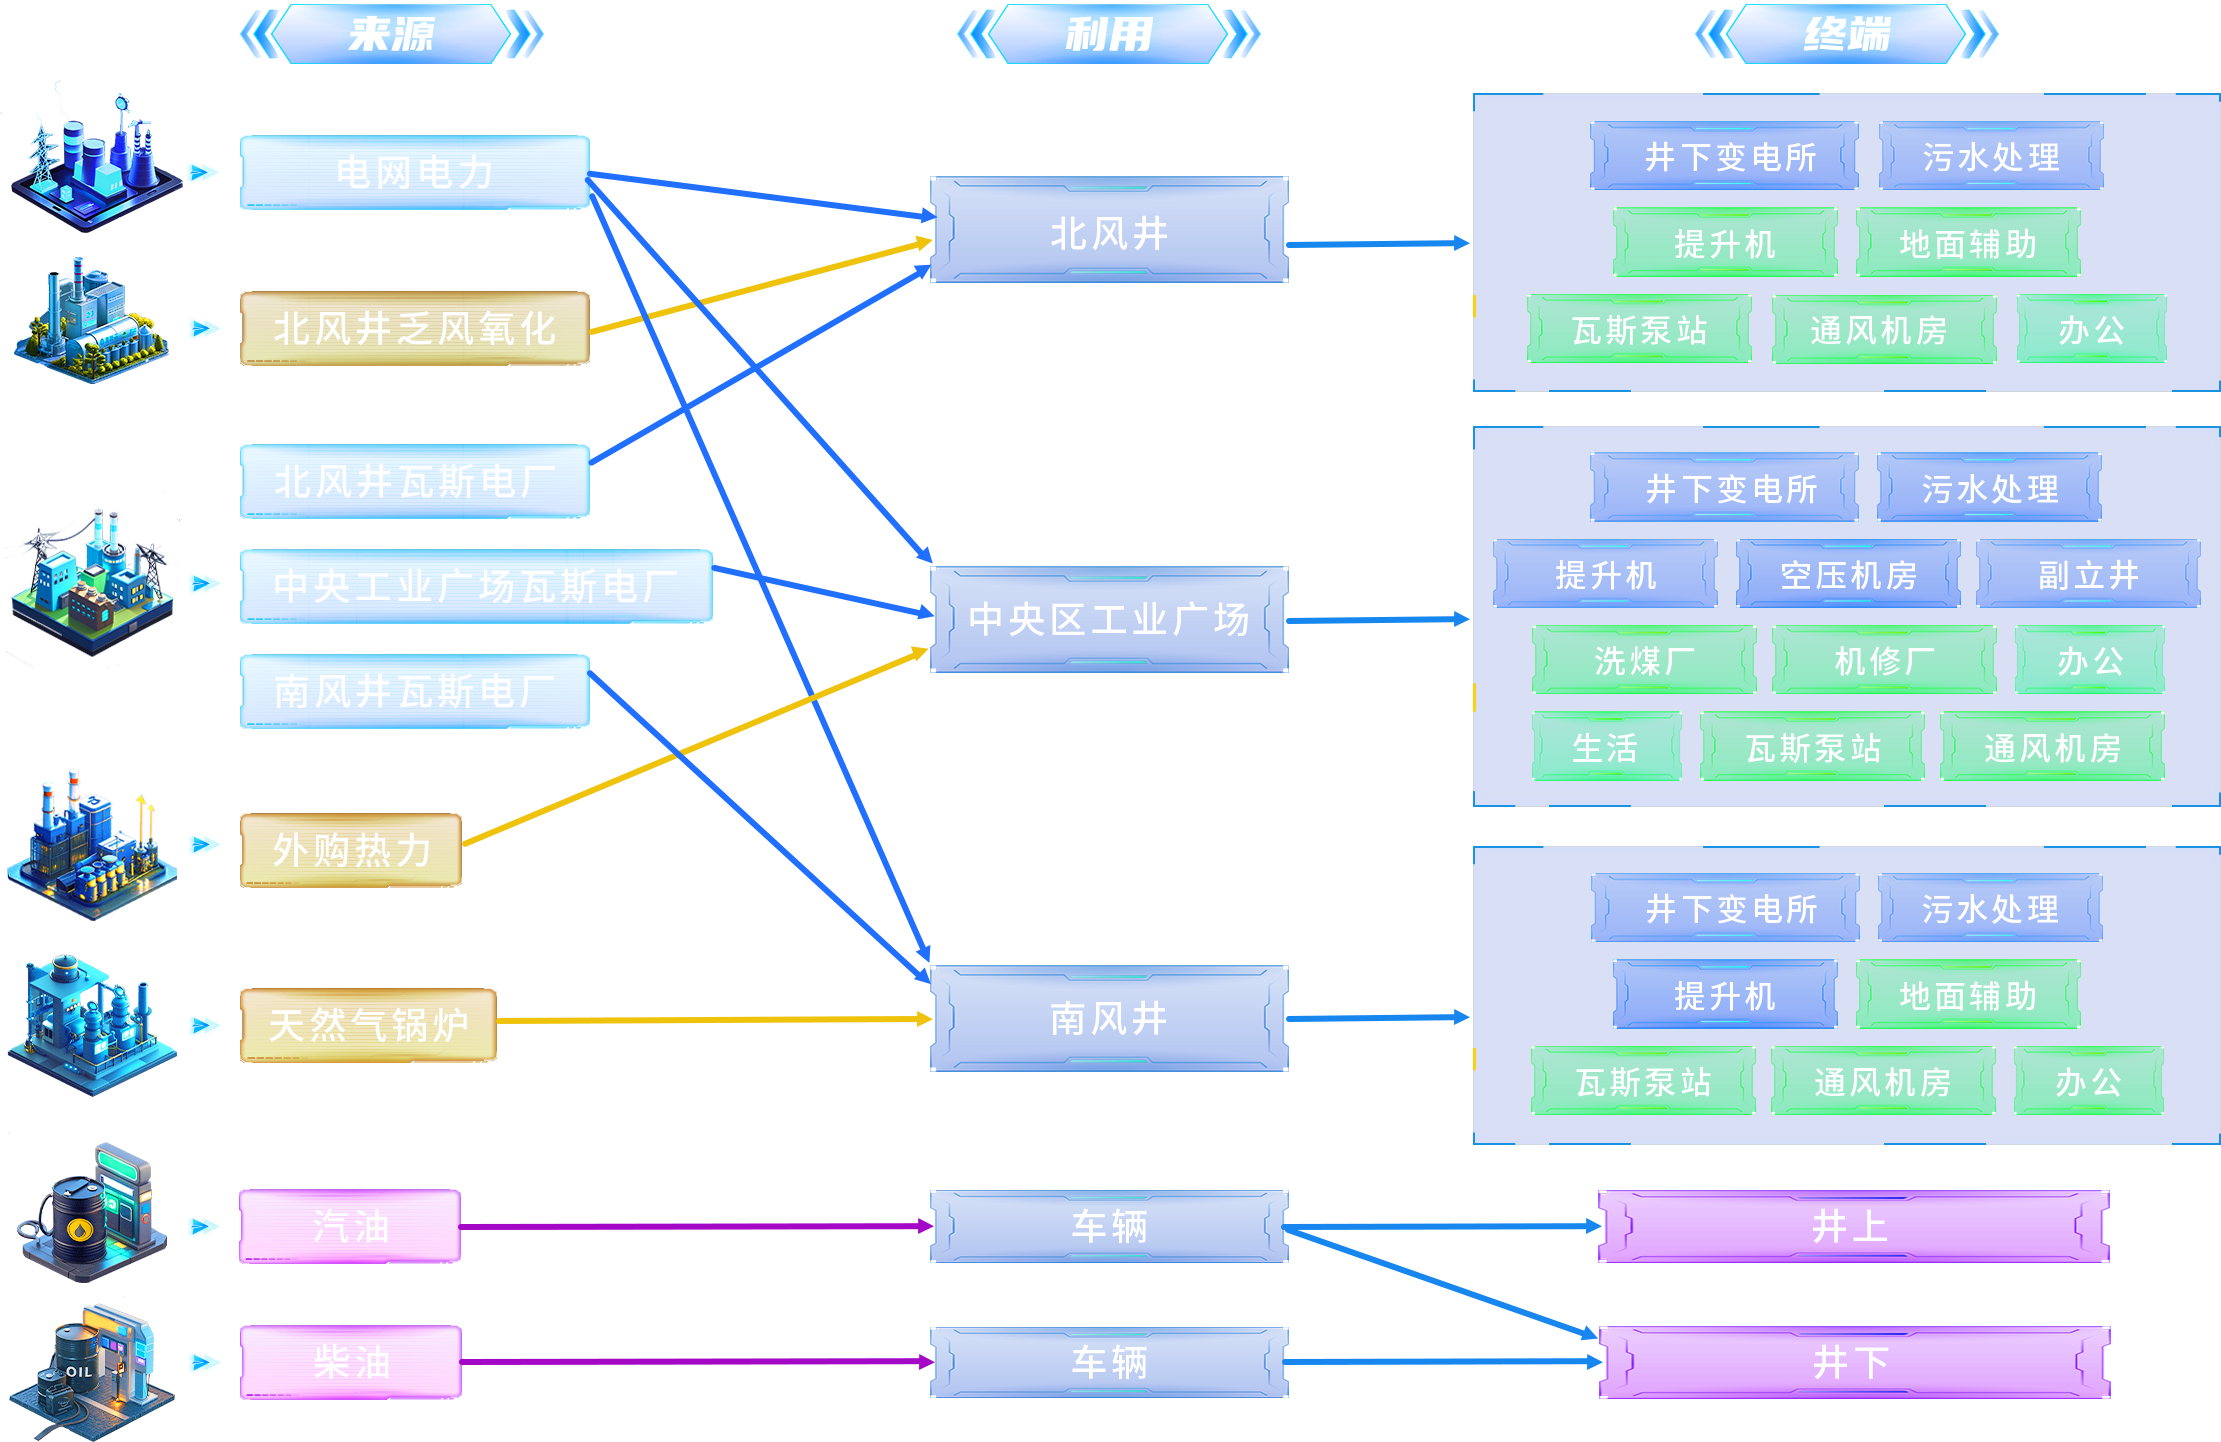 来源
利用
终端
电网电力
北风井乏风氧化
北风井瓦斯电厂
中央工业广场瓦斯电厂
南风井瓦斯电厂
外购热力
天然气锅炉
汽油
柴油
OIL
北风井
中央区工业广场
南风井
车辆
车辆
井下变电所
污水处理
提升机
地面辅助
瓦斯泵站
通风机房
办公
井下变电所
污水处理
提升机
空压机房
副立井
洗煤厂
机修厂
办公
生活
瓦斯泵站
通风机房
井下变电所
污水处理
提升机
地面辅助
瓦斯泵站
通风机房
办公
井上
井下